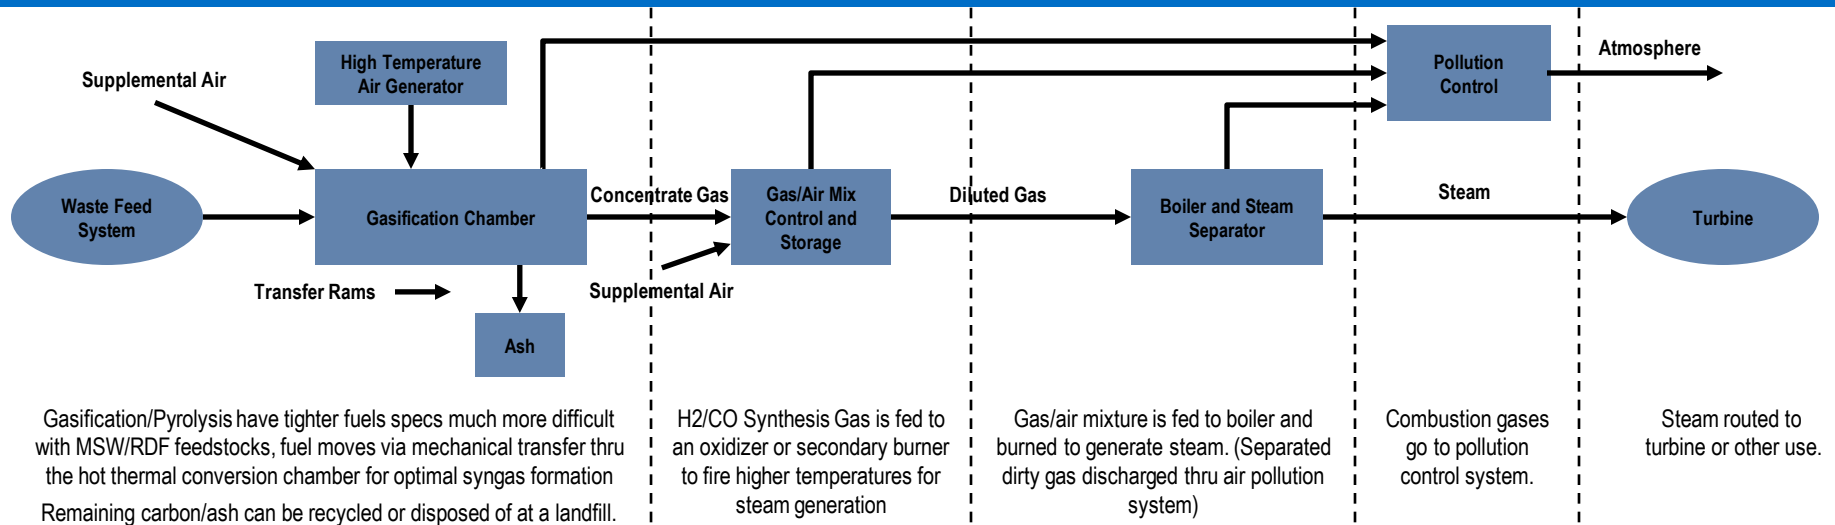 High Temperature
Air Generator
Supplemental Air
Pollution
Control
Atmosphere
Waste Feed
System
Gasification Chamber
Concentrate Gas
Gas/Air Mix
Control and
Storage
Diluted Gas
Boiler and Steam
Separator
Steam
Turbine
Transfer Rams
Supplemental Air
Ash
Gasification/Pyrolysis have tighter fuels specs much more difficult
with MSW/RDF feedstocks, fuel moves via mechanical transfer thru
the hot thermal conversion chamber for optimal syngas formation
Remaining carbon/ash can be recycled or disposed of at a landfill.
H2/CO Synthesis Gas is fed to
an oxidizer or secondary burner
to fire higher temperatures for
steam generation
Gas/air mixture is fed to boiler and
burned to generate steam. (Separated
dirty gas discharged thru air pollution
system)
Combustion gases
go to pollution
control system.
Steam routed to
turbine or other use.